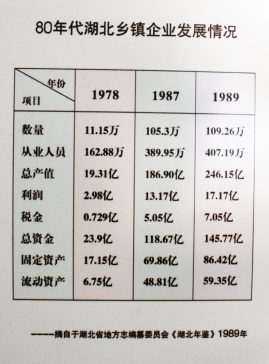 80年代湖北乡镇企业发展情况
年份
项目 1978 1987 1989
数量 11.15万 105.3万 109.26万
从业人员 162.88万 389.95万 407.19万
总产值 19.31亿 186.90亿 246.15亿
利润 2.98亿 13.17亿 17.17亿
税金 0.729亿 5.05亿 7.05亿
总资金 23.9亿 118.67亿 145.77亿
固定资产 17.15亿 69.86亿 86.42亿
流动资产 6.75亿 48.81亿 59.35亿
————摘自于湖北省地方志编纂委员会《湖北年鉴》1989年